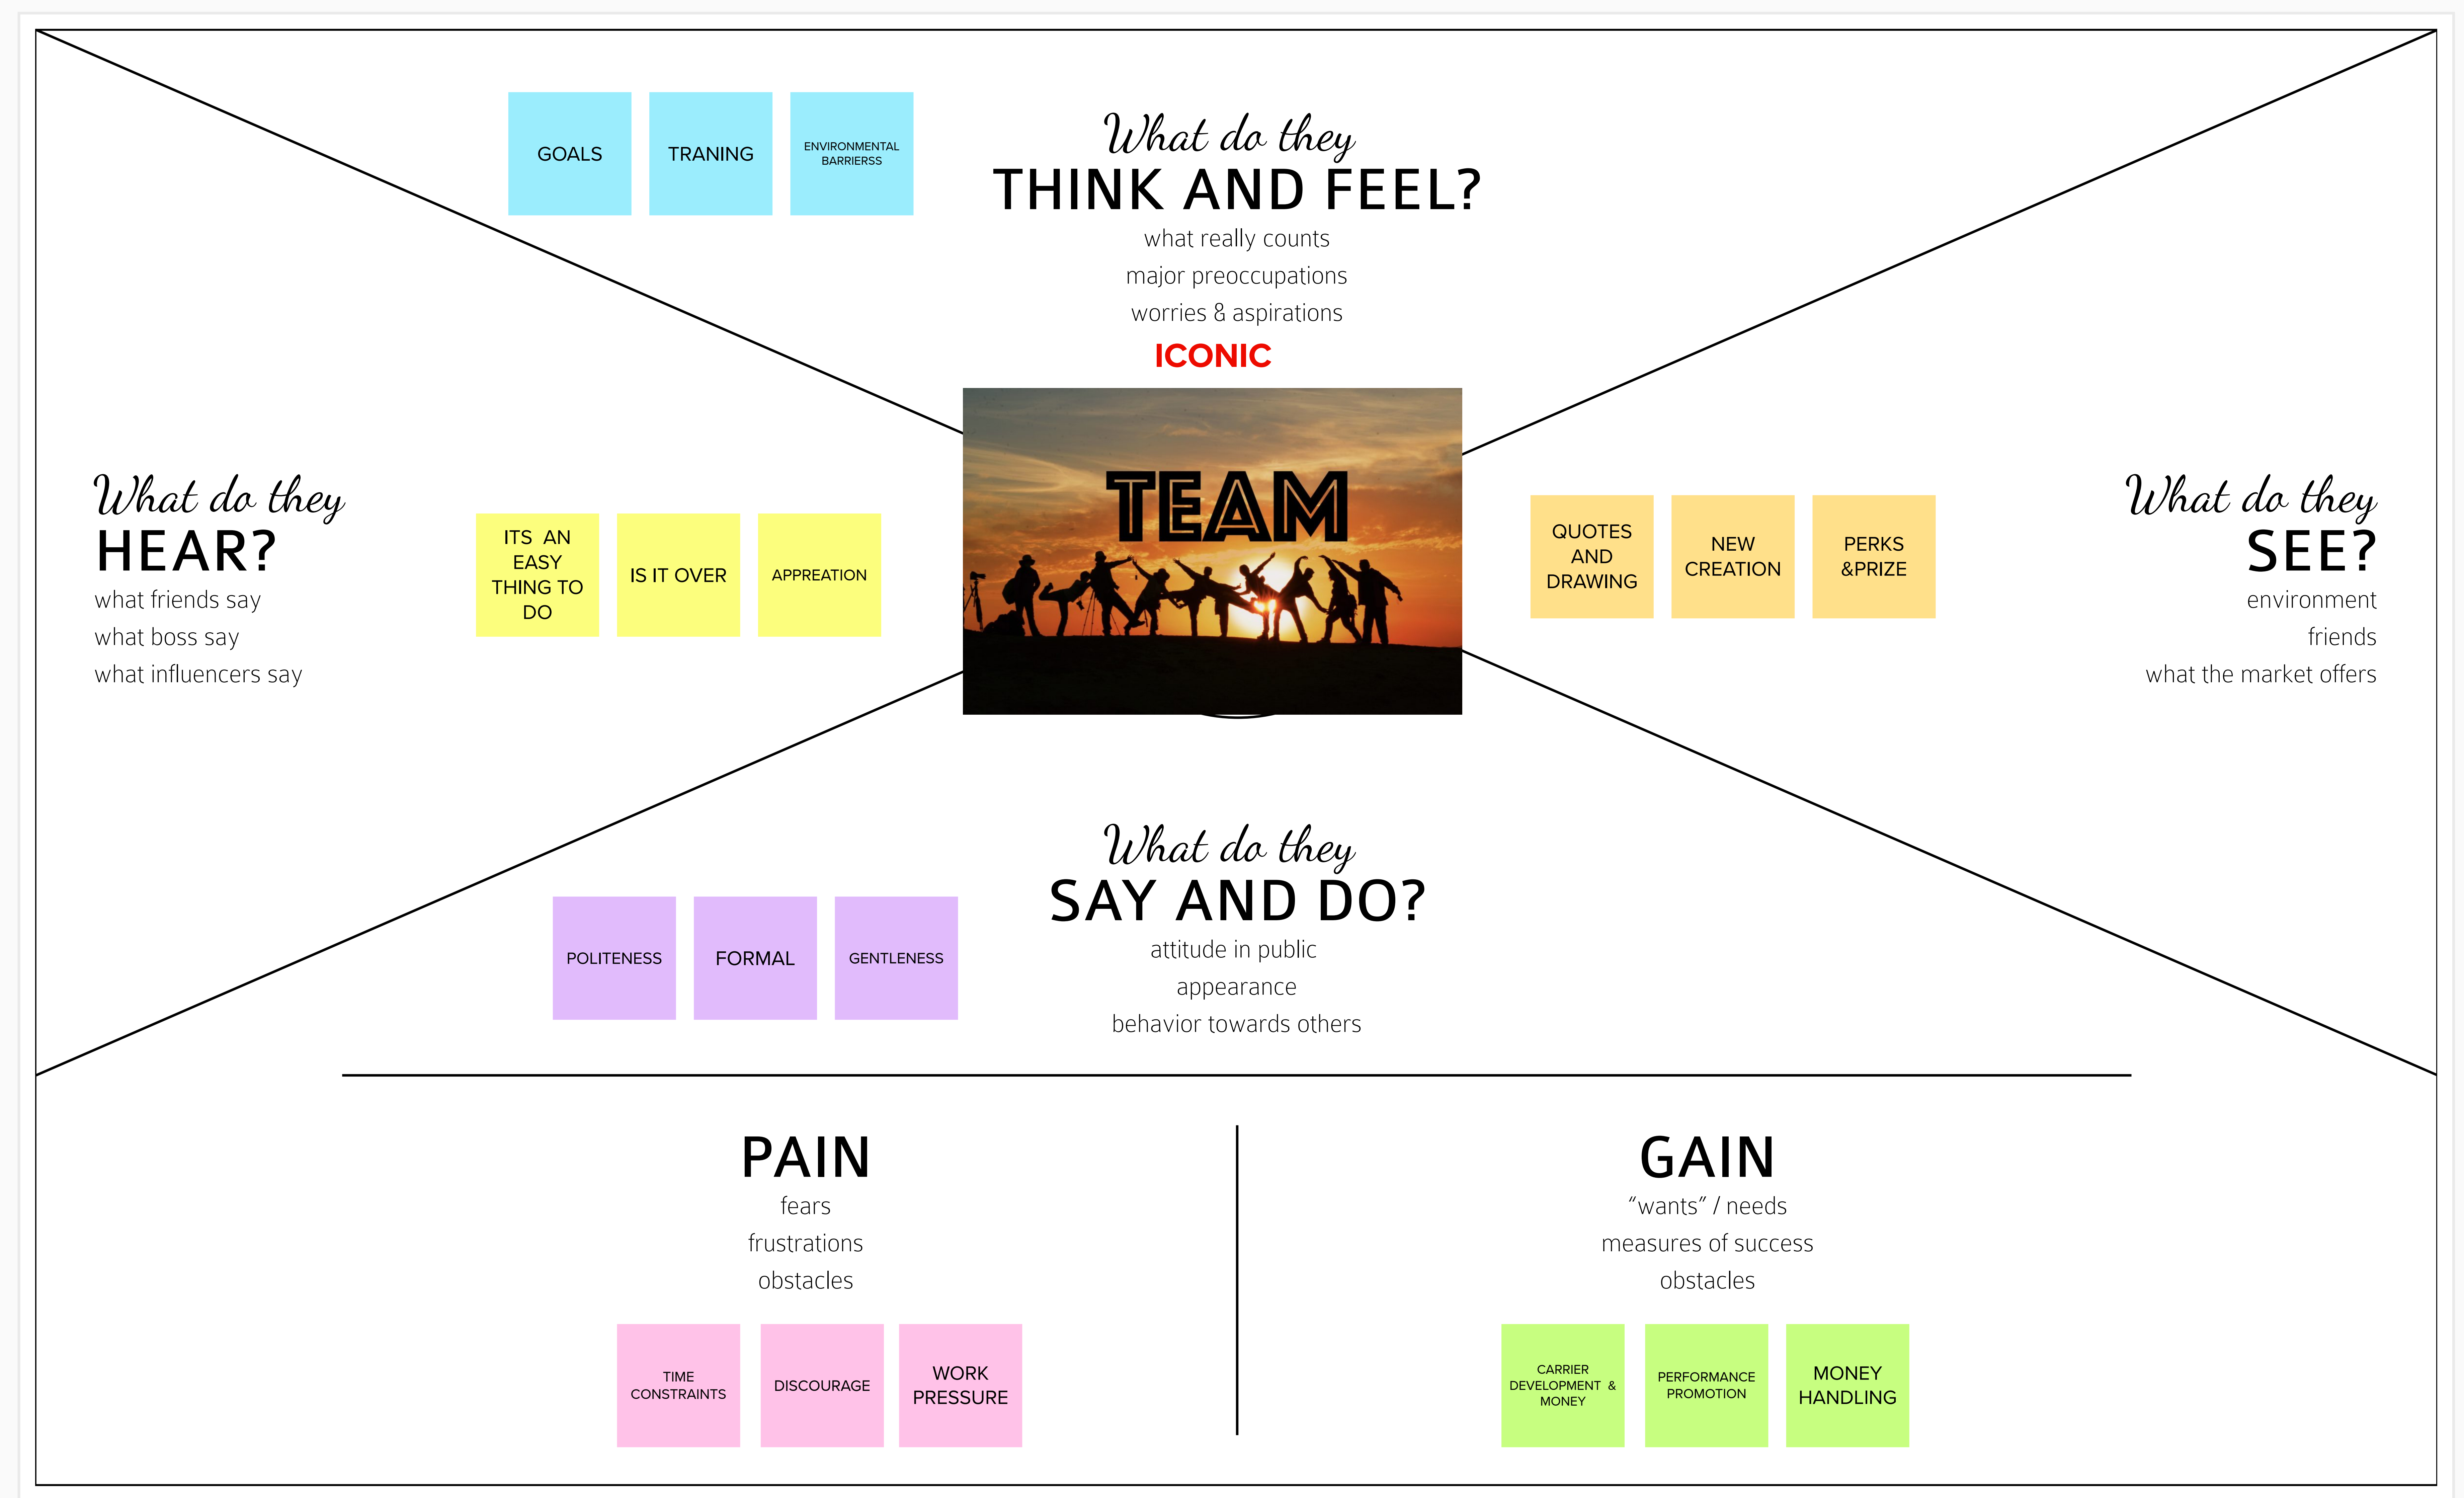 GOALS
TRANING
ENVIRONMENTAL
BARRIERSS
What do they
THINK AND FEEL?
what really counts
major preoccupations
worries & aspirations
ICONIC
TEAM
What do they
HEAR?
what friends say
what boss say
what influencers say
ITS AN
EASY
THING TO
DO
IS IT OVER
APPREATION
QUOTES
AND
DRAWING
NEW
CREATION
PERKS
&PRIZE
What do they
SEE?
environment
friends
what the market offers
What do they
SAY AND DO?
attitude in public
appearance
behavior towards others
POLITENESS
FORMAL
GENTLENESS
PAIN
fears
frustrations
obstacles
TIME
CONSTRAINTS
DISCOURAGE
WORK
PRESSURE
GAIN
“wants” / needs
measures of success
obstacles
CARRIER
DEVELOPMENT &
MONEY
PERFORMANCE
PROMOTION
MONEY
HANDLING